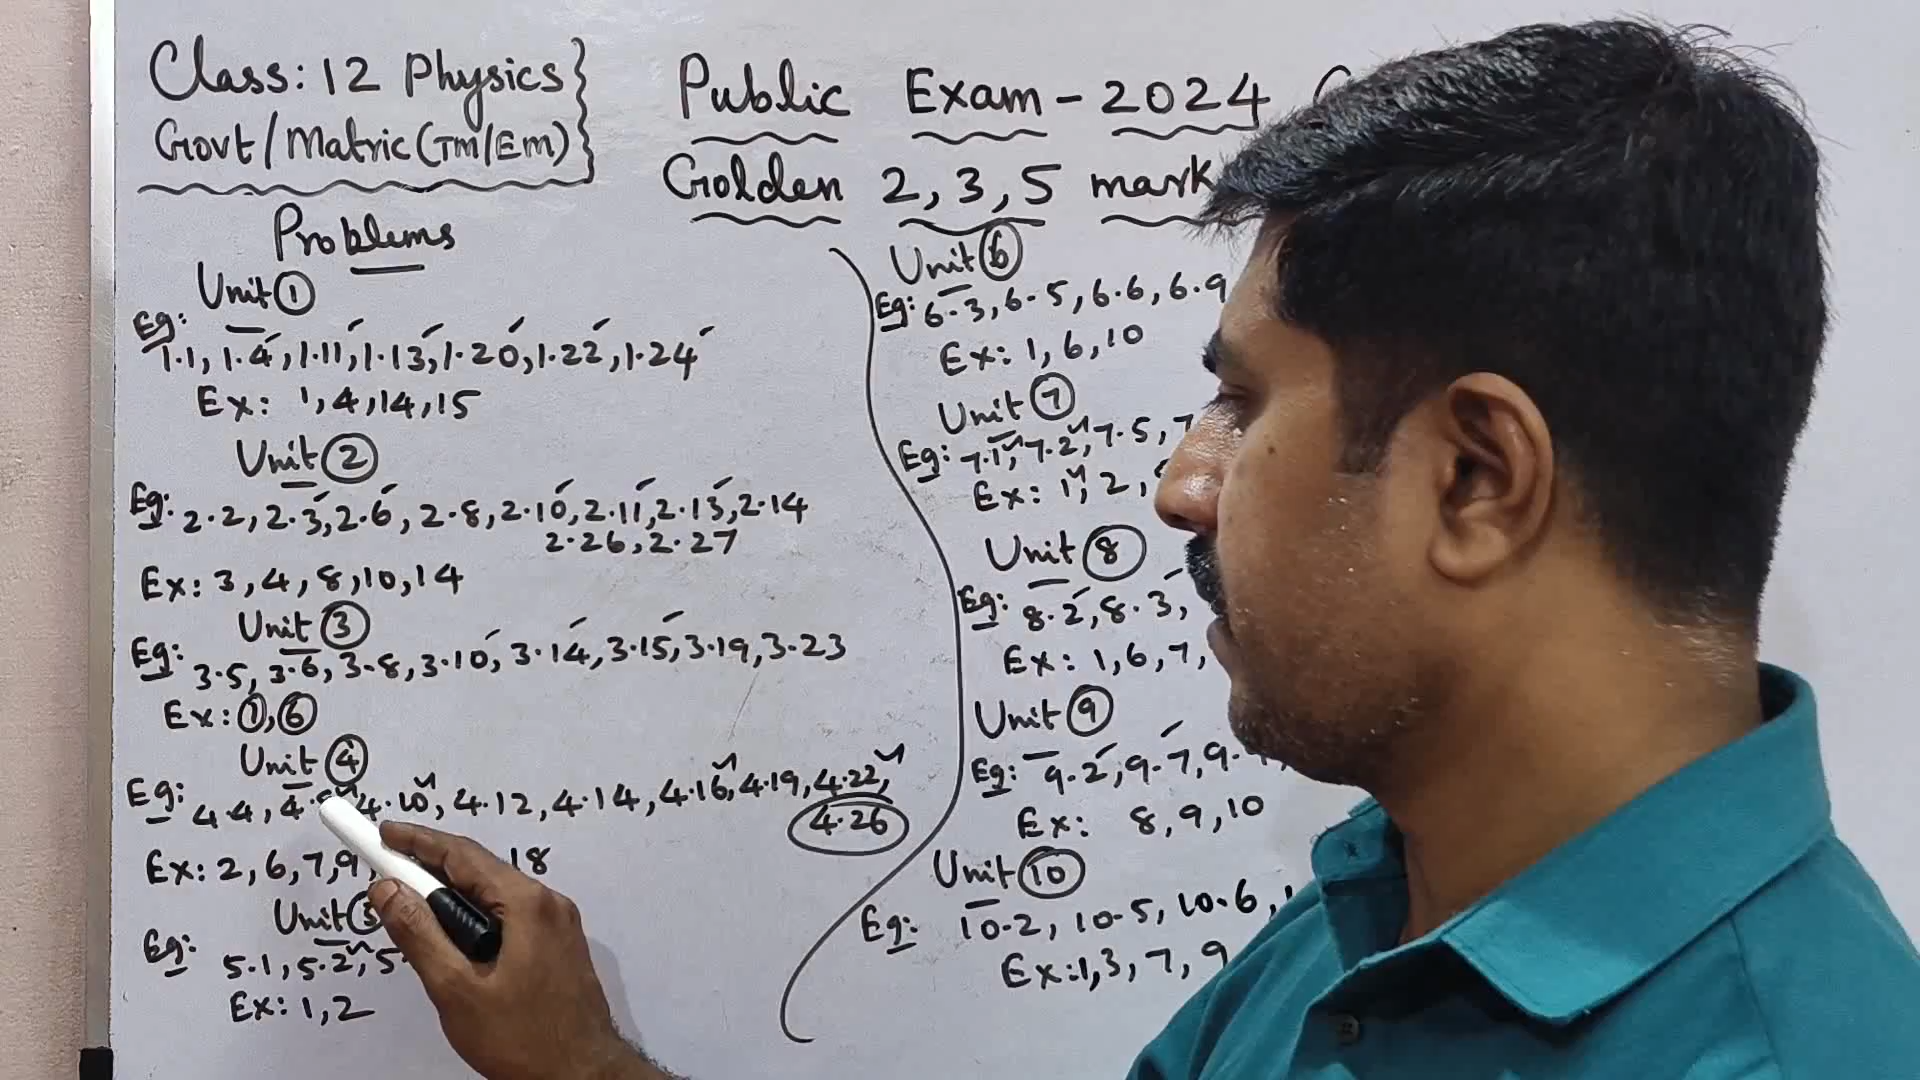 Class: 12 Physics
Govt/Matric (TM/EM)
Public Exam - 2024
Golden 2, 3, 5 mark
Problems
Unit 1
Eg: 1.1, 1.4, 1.11, 1.13, 1.20, 1.22, 1.24
Ex: 1, 4, 14, 15
Unit 2
Eg: 2.2, 2.3, 2.6, 2.8, 2.10, 2.11, 2.13, 2.14
2.26, 2.27
Ex: 3, 4, 8, 10, 14
Unit 3
Eg: 3.5, 3.6, 3.8, 3.10, 3.14, 3.15, 3.19, 3.23
Ex: 1, 6
Unit 4
Eg: 4.4, 4.10, 4.12, 4.14, 4.16, 4.19, 4.22,
4.26
Ex: 2, 6, 7, 9, 18
Unit 5
Eg: 5.1, 5.2,
Ex: 1, 2
Unit 6
Eg: 6.3, 6.5, 6.6, 6.9
Ex: 1, 6, 10
Unit 7
Eg: 7.1, 7.2, 7.5,
Ex: 1, 2,
Unit 8
Eg: 8.2, 8.3,
Ex: 1, 6, 7,
Unit 9
Eg: 9.2, 9.7,
Ex: 8, 9, 10
Unit 10
Eg: 10.2, 10.5, 10.6,
Ex: 1, 3, 7, 9